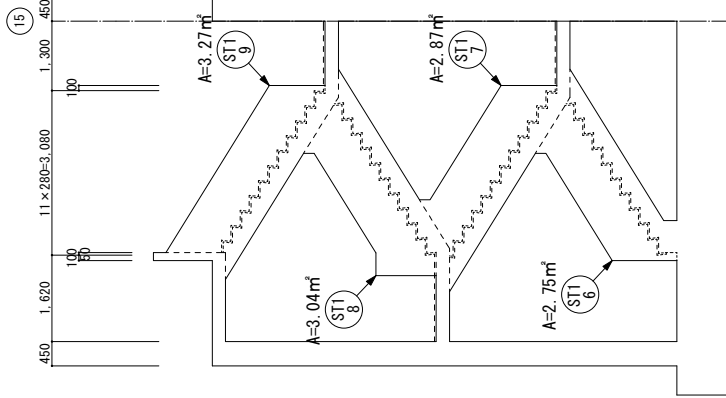 15
450
1,300
100
11×280=3,080
100
50
1,620
450
A=3.27㎡
ST1
9
A=2.87㎡
ST1
7
A=3.04㎡
ST1
8
A=2.75㎡
ST1
6